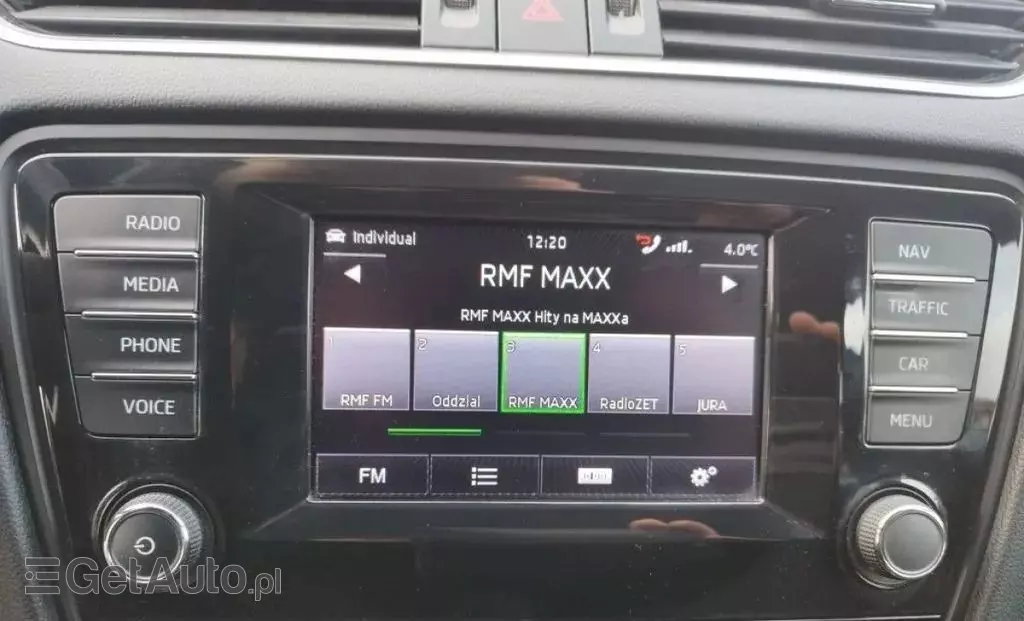 RADIO
MEDIA
PHONE
VOICE
Individual
12:20
4.0°C
RMF MAXX
RMF MAXX Hity na MAXXa
1
RMF FM
2
Oddzial
3
RMF MAXX
4
RadioZET
5
JURA
FM
NAV
TRAFFIC
CAR
MENU
GetAuto.pl